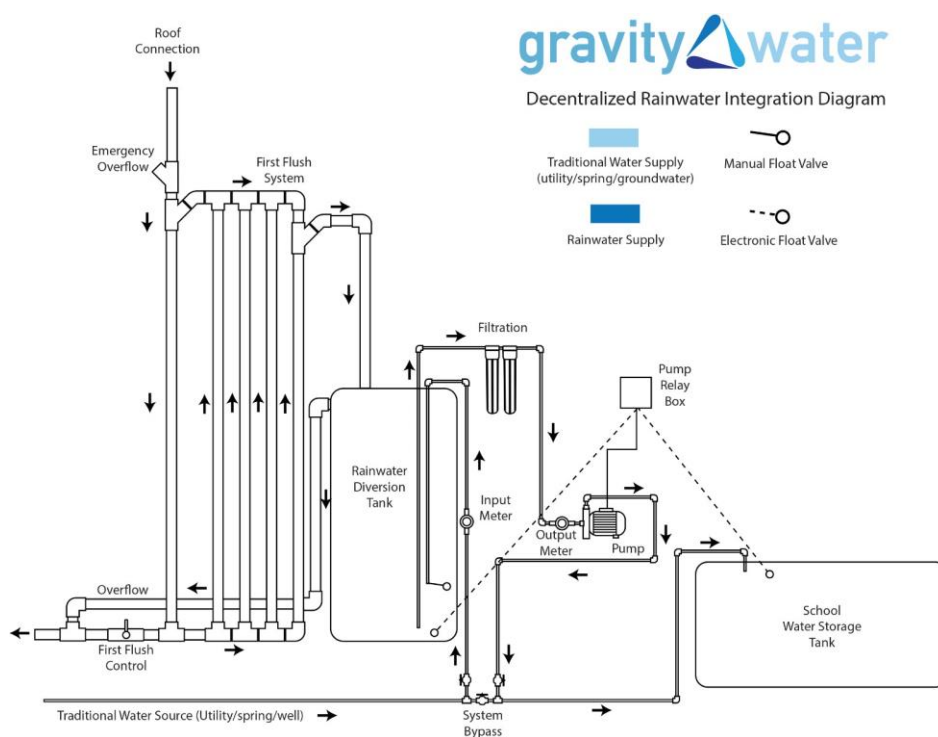 gravity water
Decentralized Rainwater Integration Diagram
Traditional Water Supply
(utility/spring/groundwater)
Manual Float Valve
Rainwater Supply
Electronic Float Valve
Roof
Connection
Emergency
Overflow
First Flush
System
Filtration
Pump
Relay
Box
Rainwater
Diversion
Tank
Input
Meter
Output
Meter
Pump
Overflow
First Flush
Control
School
Water Storage
Tank
Traditional Water Source (Utility/spring/well)
System
Bypass